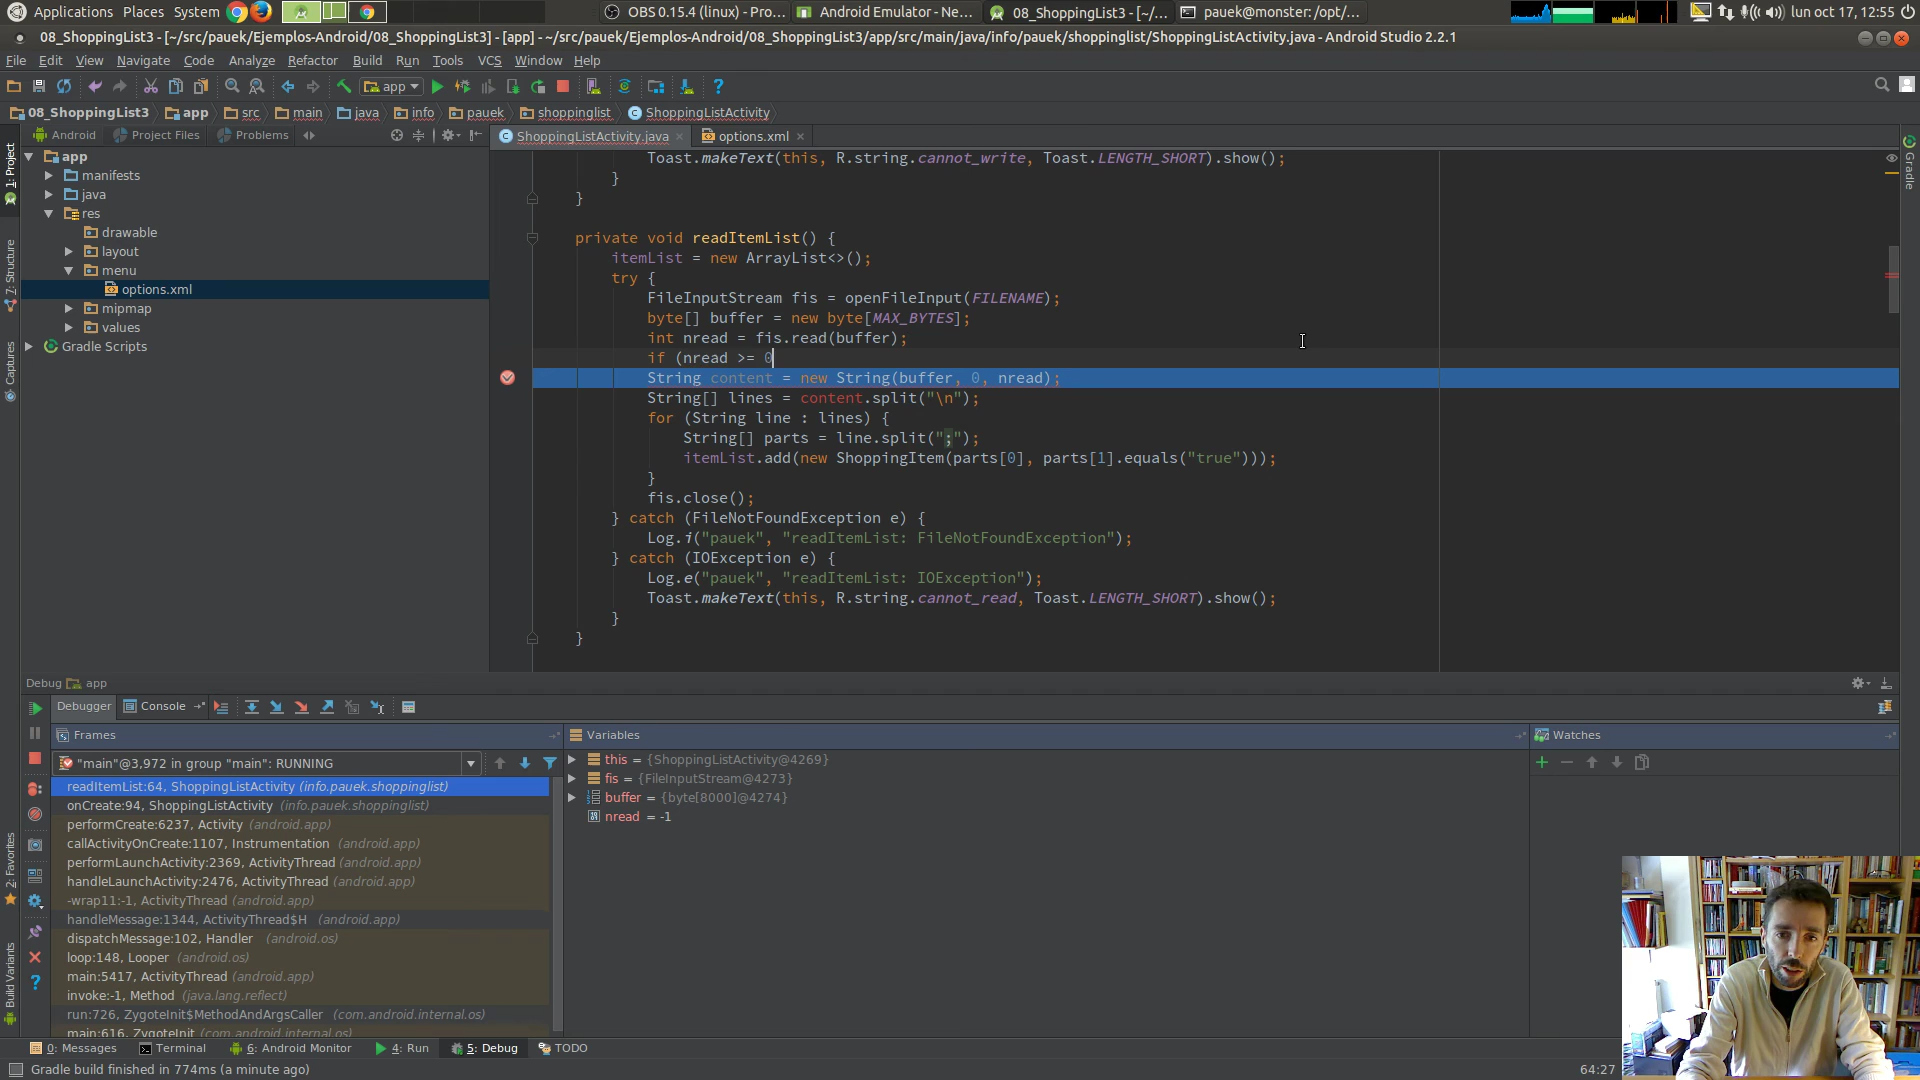 Applications Places System
OBS 0.15.4 (linux) - Pro...
Android Emulator - Ne...
08_ShoppingList3 - [~/...
pauek@monster: /opt/...
lun oct 17, 12:55
08_ShoppingList3 - [~/src/pauek/Ejemplos-Android/08_ShoppingList3] - [app] - ~/src/pauek/Ejemplos-Android/08_ShoppingList3/app/src/main/java/info/pauek/shoppinglist/ShoppingListActivity.java - Android Studio 2.2.1
File Edit View Navigate Code Analyze Refactor Build Run Tools VCS Window Help
app
08_ShoppingList3 app src main java info pauek shoppinglist ShoppingListActivity
Android Project Files Problems
ShoppingListActivity.java options.xml
1: Project
7: Structure
Captures
2: Favorites
Build Variants
Gradle
app
manifests
java
res
drawable
layout
menu
options.xml
mipmap
values
Gradle Scripts
Toast.makeText(this, R.string.cannot_write, Toast.LENGTH_SHORT).show();
}
}
private void readItemList() {
itemList = new ArrayList<>();
try {
FileInputStream fis = openFileInput(FILENAME);
byte[] buffer = new byte[MAX_BYTES];
int nread = fis.read(buffer);
if (nread >= 0
String content = new String(buffer, 0, nread);
String[] lines = content.split("\n");
for (String line : lines) {
String[] parts = line.split(";");
itemList.add(new ShoppingItem(parts[0], parts[1].equals("true")));
}
fis.close();
} catch (FileNotFoundException e) {
Log.i("pauek", "readItemList: FileNotFoundException");
} catch (IOException e) {
Log.e("pauek", "readItemList: IOException");
Toast.makeText(this, R.string.cannot_read, Toast.LENGTH_SHORT).show();
}
}
Debug app
Debugger Console
Frames
Variables
Watches
"main"@3,972 in group "main": RUNNING
readItemList:64, ShoppingListActivity (info.pauek.shoppinglist)
onCreate:94, ShoppingListActivity (info.pauek.shoppinglist)
performCreate:6237, Activity (android.app)
callActivityOnCreate:1107, Instrumentation (android.app)
performLaunchActivity:2369, ActivityThread (android.app)
handleLaunchActivity:2476, ActivityThread (android.app)
-wrap11:-1, ActivityThread (android.app)
handleMessage:1344, ActivityThread$H (android.app)
dispatchMessage:102, Handler (android.os)
loop:148, Looper (android.os)
main:5417, ActivityThread (android.app)
invoke:-1, Method (java.lang.reflect)
run:726, ZygoteInit$MethodAndArgsCaller (com.android.internal.os)
main:616, ZygoteInit (com.android.internal.os)
this = {ShoppingListActivity@4269}
fis = {FileInputStream@4273}
buffer = {byte[8000]@4274}
nread = -1
0: Messages Terminal 6: Android Monitor 4: Run 5: Debug TODO
Gradle build finished in 774ms (a minute ago)
64:27